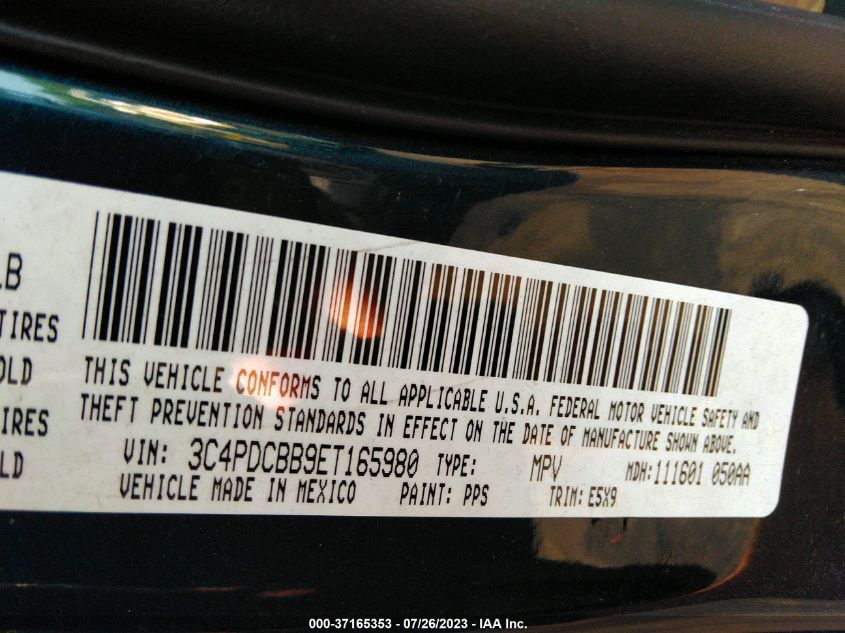 LB
TIRES
OLD
IRES
LD
THIS VEHICLE CONFORMS TO ALL APPLICABLE U.S.A. FEDERAL MOTOR VEHICLE SAFETY AND
THEFT PREVENTION STANDARDS IN EFFECT ON THE DATE OF MANUFACTURE SHOWN ABOVE.
VIN: 3C4PDCBB9ET165980 TYPE: MPV MDH:111601 050AA
VEHICLE MADE IN MEXICO PAINT: PPS TRIM: E5X9
000-37165353 - 07/26/2023 - IAA Inc.